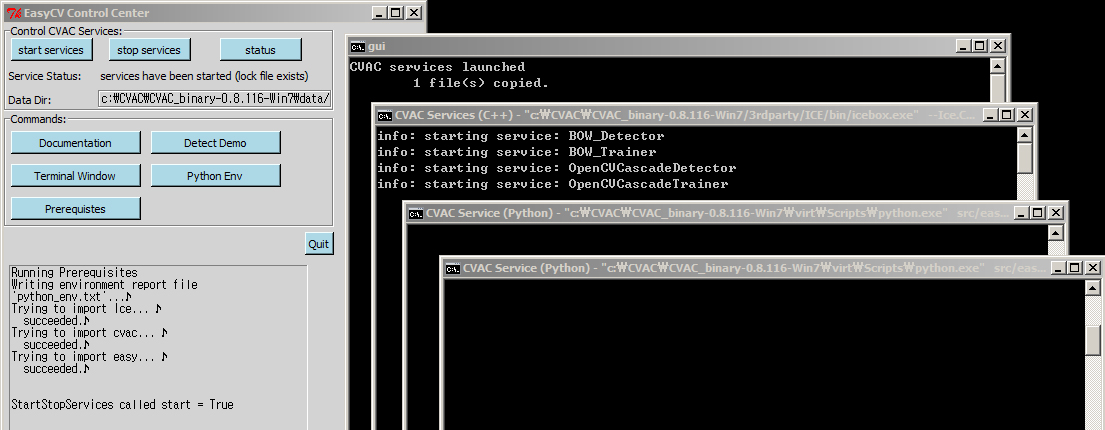 EasyCV Control Center
Control CVAC Services:
start services
stop services
status
Service Status:
services have been started (lock file exists)
Data Dir:
c:₩CVAC₩CVAC_binary-0.8.116-Win7₩data/
Commands:
Documentation
Detect Demo
Terminal Window
Python Env
Prerequistes
Quit
Running Prerequisites
Writing environment report file
'python_env.txt'...♪
Trying to import Ice... ♪
succeeded.♪
Trying to import cvac... ♪
succeeded.♪
Trying to import easy... ♪
succeeded.♪
StartStopServices called start = True
gui
CVAC services launched
1 file(s) copied.
CVAC Services (C++) - "c:₩CVAC₩CVAC_binary-0.8.116-Win7/3rdparty/ICE/bin/icebox.exe" --Ice.C...
info: starting service: BOW_Detector
info: starting service: BOW_Trainer
info: starting service: OpenCVCascadeDetector
info: starting service: OpenCVCascadeTrainer
CVAC Service (Python) - "c:₩CVAC₩CVAC_binary-0.8.116-Win7₩virt₩Scripts₩python.exe" src/eas...
CVAC Service (Python) - "c:₩CVAC₩CVAC_binary-0.8.116-Win7₩virt₩Scripts₩python.exe" src/eas...